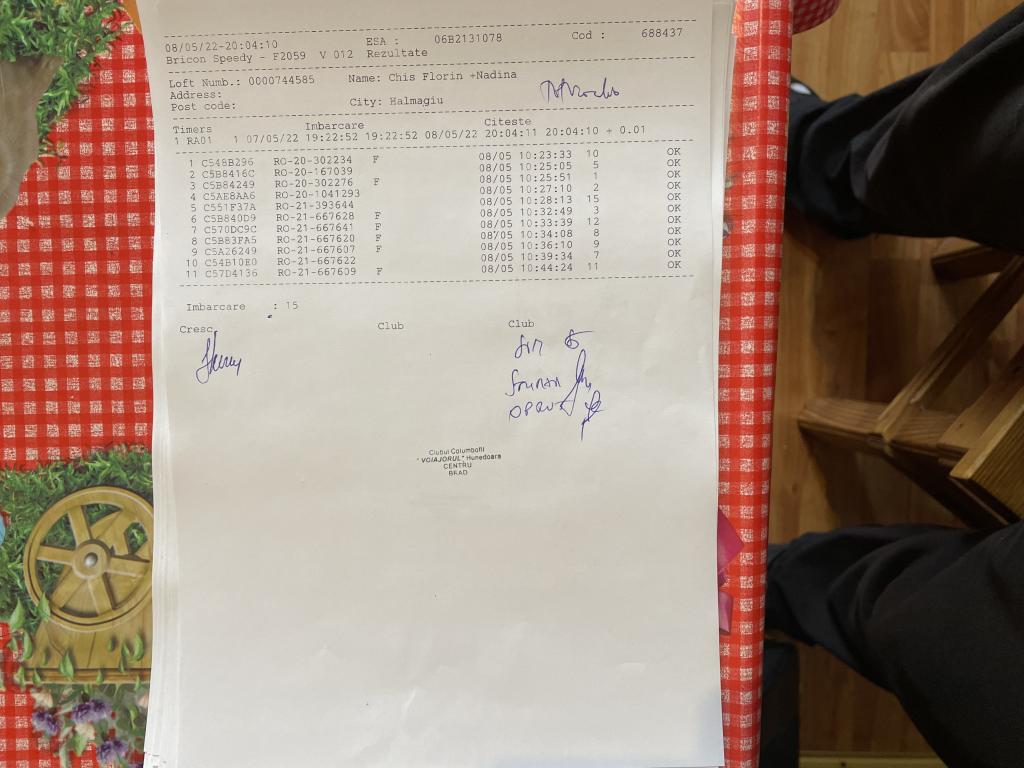 08/05/22-20:04:10 ESA : 06B2131078 Cod : 688437
Bricon Speedy - F2059 V 012 Rezultate
Loft Numb.: 0000744585 Name: Chis Florin +Nadina
Address:
Post code: City: Halmagiu
Timers Imbarcare Citeste
1 RA01 1 07/05/22 19:22:52 19:22:52 08/05/22 20:04:11 20:04:10 + 0.01
1 C548B296 RO-20-302234 F 08/05 10:23:33 10 OK
2 C5B8416C RO-20-167039 08/05 10:25:05 5 OK
3 C5B84249 RO-20-302276 F 08/05 10:25:51 1 OK
4 C5AE8AA6 RO-20-1041293 08/05 10:27:10 2 OK
5 C551F37A RO-21-393644 08/05 10:28:13 15 OK
6 C5B840D9 RO-21-667628 F 08/05 10:32:49 3 OK
7 C570DC9C RO-21-667641 F 08/05 10:33:39 12 OK
8 C5B83FA5 RO-21-667620 F 08/05 10:34:08 8 OK
9 C5A26249 RO-21-667607 F 08/05 10:36:10 9 OK
10 C54B10E0 RO-21-667622 08/05 10:39:34 7 OK
11 C57D4136 RO-21-667609 F 08/05 10:44:24 11 OK
Imbarcare : 15
Cresc Club Club
Clubul Columbofil
"VOIAJORUL" Hunedoara
CENTRU
BRAD